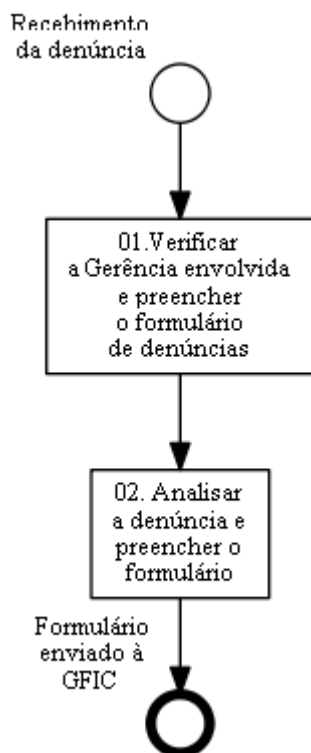 Recebimento
da denúncia
01.Verificar
a Gerência envolvida
e preencher
o formulário
de denúncias
02. Analisar
a denúncia e
preencher o
formulário
Formulário
enviado à
GFIC